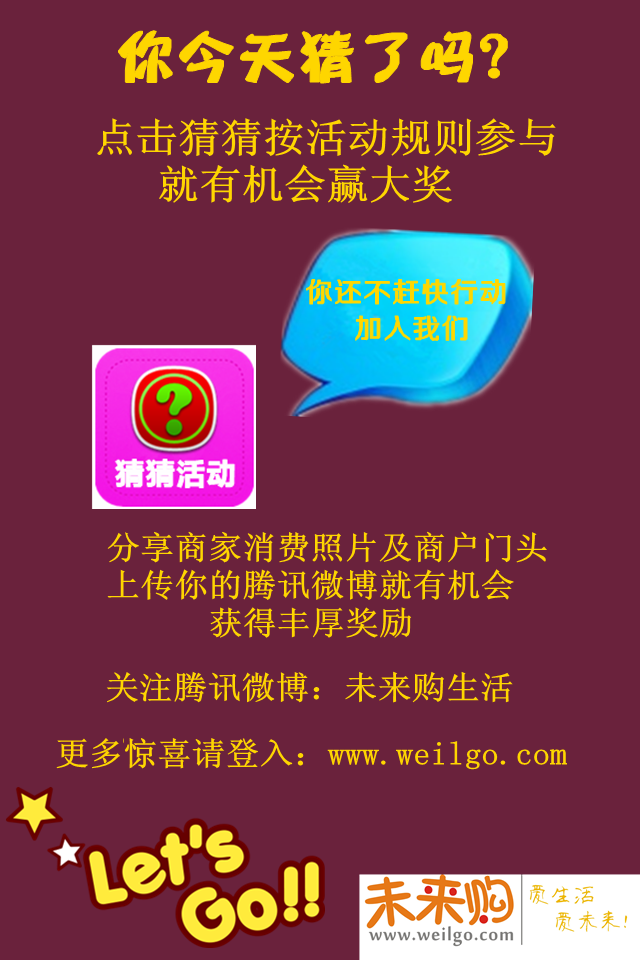 你今天猜了吗?
点击猜猜按活动规则参与
就有机会赢大奖
你还不赶快行动
加入我们
?
猜猜活动
分享商家消费照片及商户门头
上传你的腾讯微博就有机会
获得丰厚奖励
关注腾讯微博：未来购生活
更多惊喜请登入：www.weilgo.com
Let's
Go!!
未来购
www.weilgo.com
爱生活
爱未来!